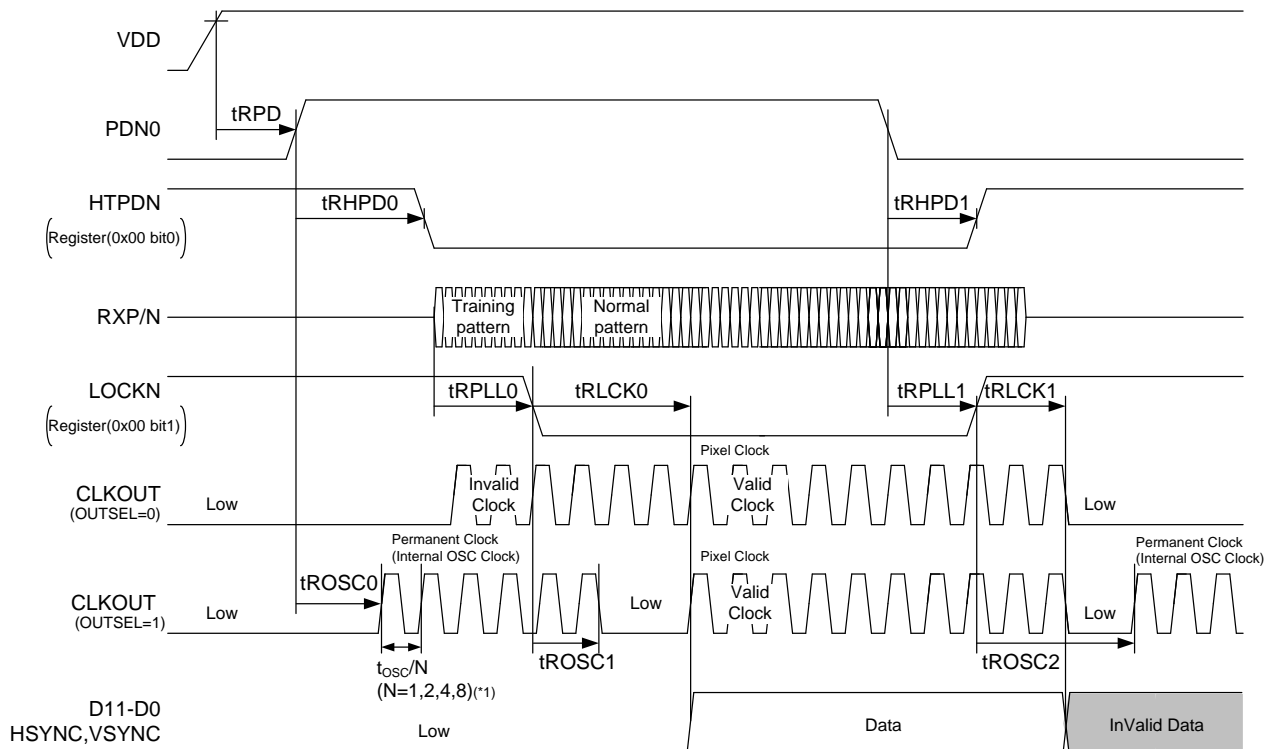 VDD
tRPD
PDN0
HTPDN
(Register(0x00 bit0))
tRHPD0
tRHPD1
RXP/N
Training pattern
Normal pattern
LOCKN
(Register(0x00 bit1))
tRPLL0
tRLCK0
tRPLL1
tRLCK1
CLKOUT
(OUTSEL=0)
Low
Invalid Clock
Pixel Clock
Valid Clock
Low
Permanent Clock
(Internal OSC Clock)
Pixel Clock
Permanent Clock
(Internal OSC Clock)
CLKOUT
(OUTSEL=1)
Low
tROSC0
Low
Valid Clock
Low
tOSC/N
(N=1,2,4,8)(*1)
tROSC1
tROSC2
D11-D0
HSYNC,VSYNC
Low
Data
InValid Data